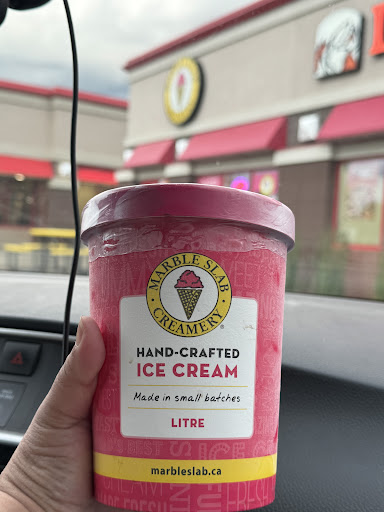 MARBLE SLAB
CREAMERY
HAND-CRAFTED
ICE CREAM
Made in small batches
LITRE
marbleslab.ca